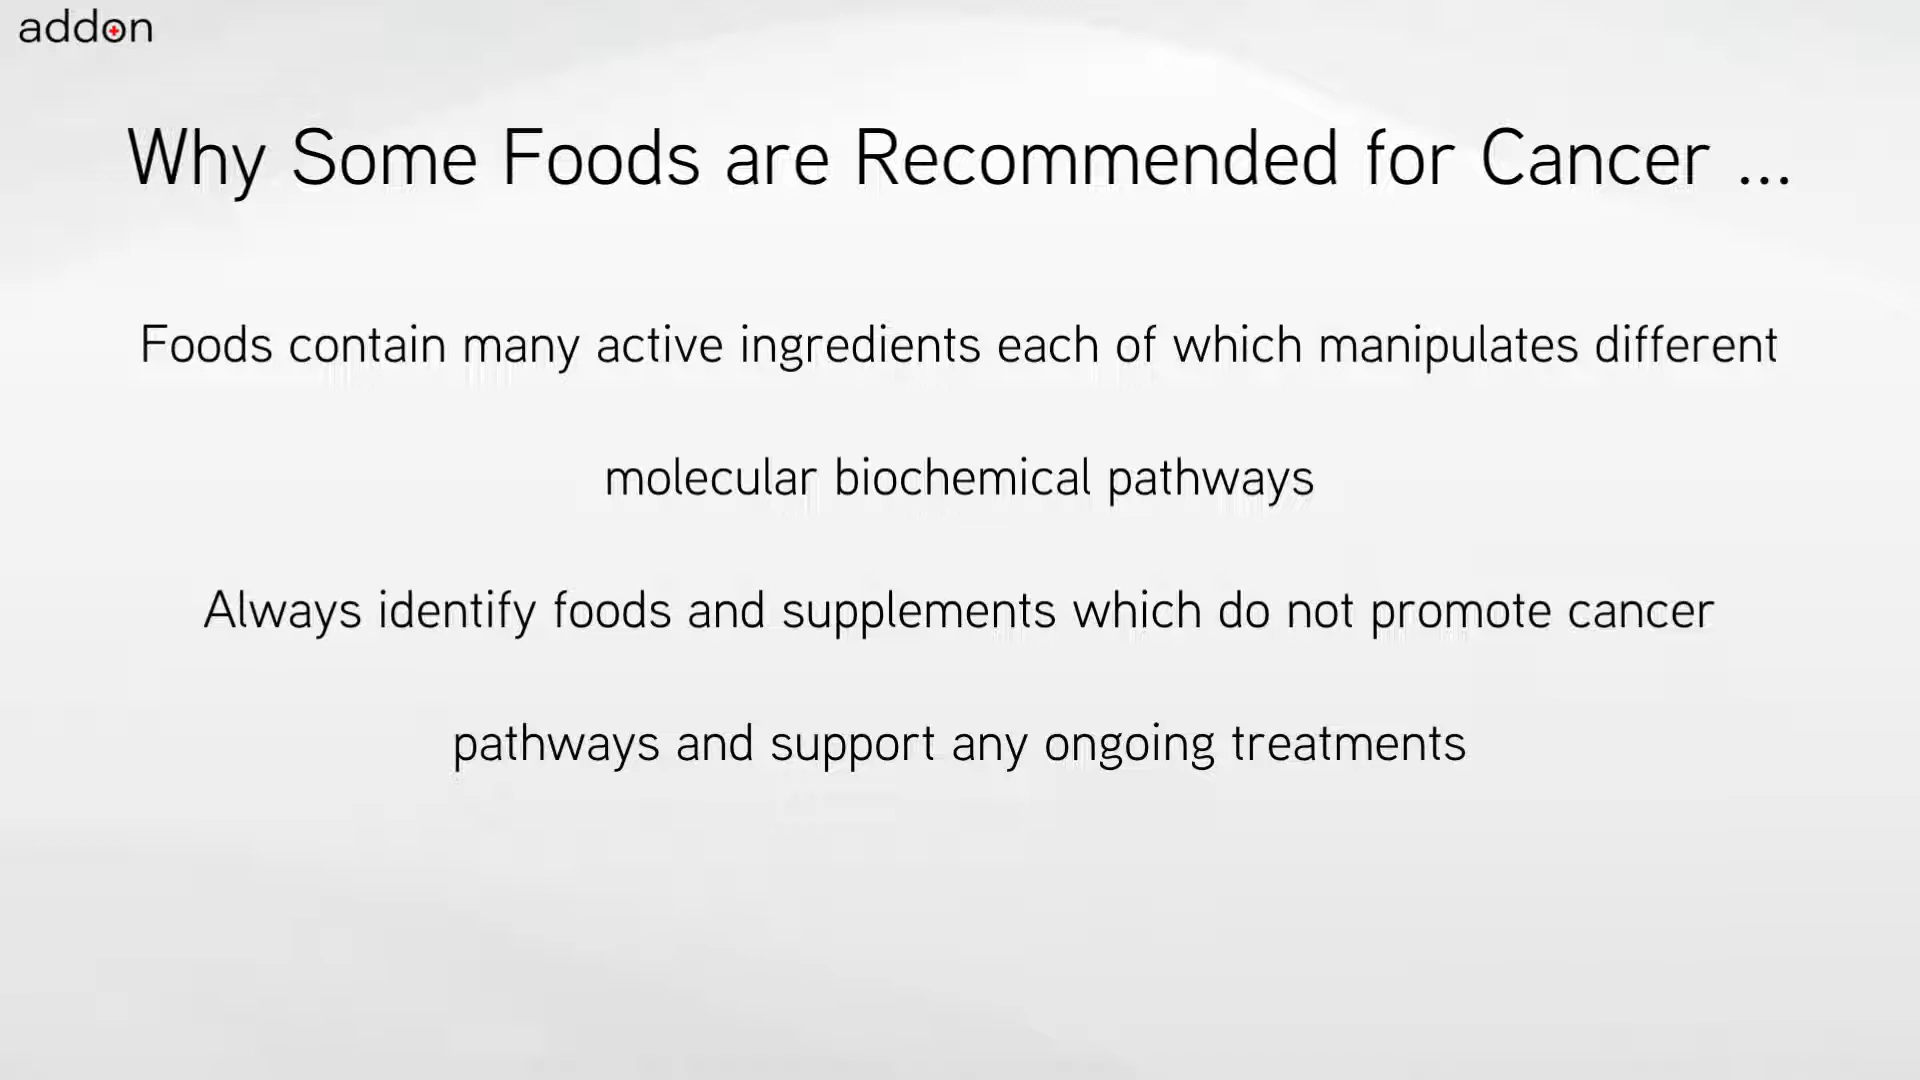 addon
Why Some Foods are Recommended for Cancer ...
Foods contain many active ingredients each of which manipulates different
molecular biochemical pathways
Always identify foods and supplements which do not promote cancer
pathways and support any ongoing treatments